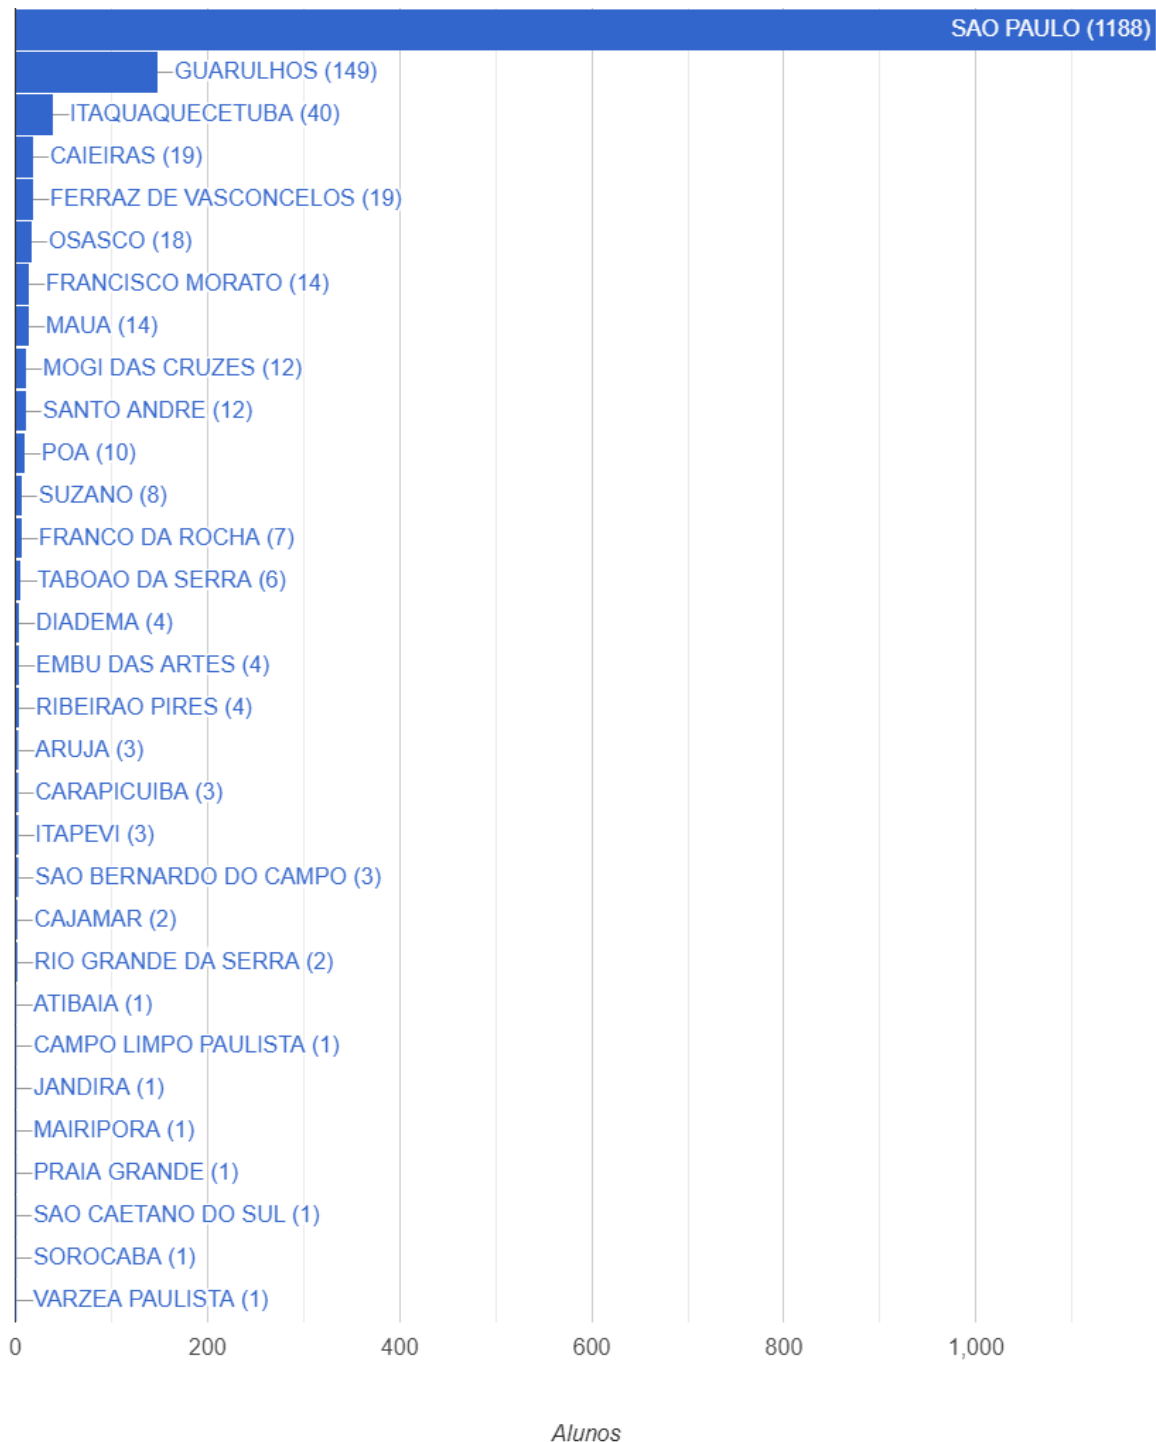 SAO PAULO (1188)
GUARULHOS (149)
ITAQUAQUECETUBA (40)
CAIEIRAS (19)
FERRAZ DE VASCONCELOS (19)
OSASCO (18)
FRANCISCO MORATO (14)
MAUA (14)
MOGI DAS CRUZES (12)
SANTO ANDRE (12)
POA (10)
SUZANO (8)
FRANCO DA ROCHA (7)
TABOAO DA SERRA (6)
DIADEMA (4)
EMBU DAS ARTES (4)
RIBEIRAO PIRES (4)
ARUJA (3)
CARAPICUIBA (3)
ITAPEVI (3)
SAO BERNARDO DO CAMPO (3)
CAJAMAR (2)
RIO GRANDE DA SERRA (2)
ATIBAIA (1)
CAMPO LIMPO PAULISTA (1)
JANDIRA (1)
MAIRIPORA (1)
PRAIA GRANDE (1)
SAO CAETANO DO SUL (1)
SOROCABA (1)
VARZEA PAULISTA (1)
0 200 400 600 800 1,000
Alunos